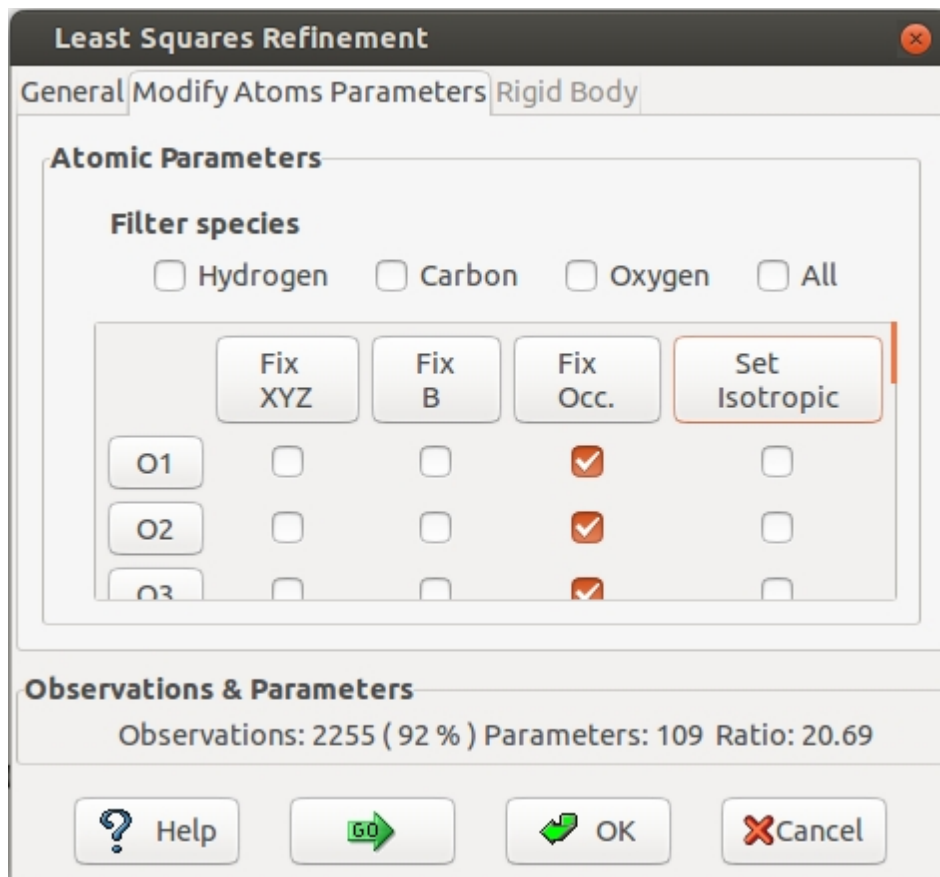 Least Squares Refinement
General Modify Atoms Parameters Rigid Body
Atomic Parameters
Filter species
Hydrogen Carbon Oxygen All
Fix XYZ Fix B Fix Occ. Set Isotropic
O1
O2
O3
Observations & Parameters
Observations: 2255 ( 92 % ) Parameters: 109 Ratio: 20.69
? Help GO OK Cancel